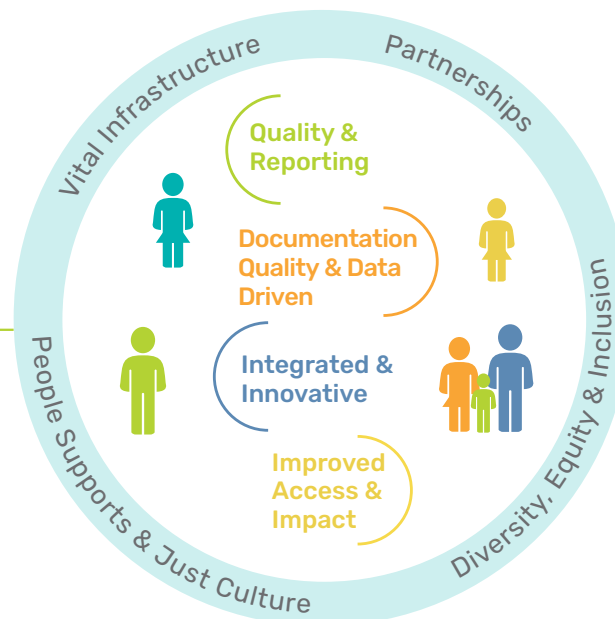 Vital Infrastructure
Partnerships
Quality &
Reporting
Documentation
Quality & Data
Driven
Integrated &
Innovative
Improved
Access &
Impact
People Supports & Just Culture
Diversity, Equity & Inclusion